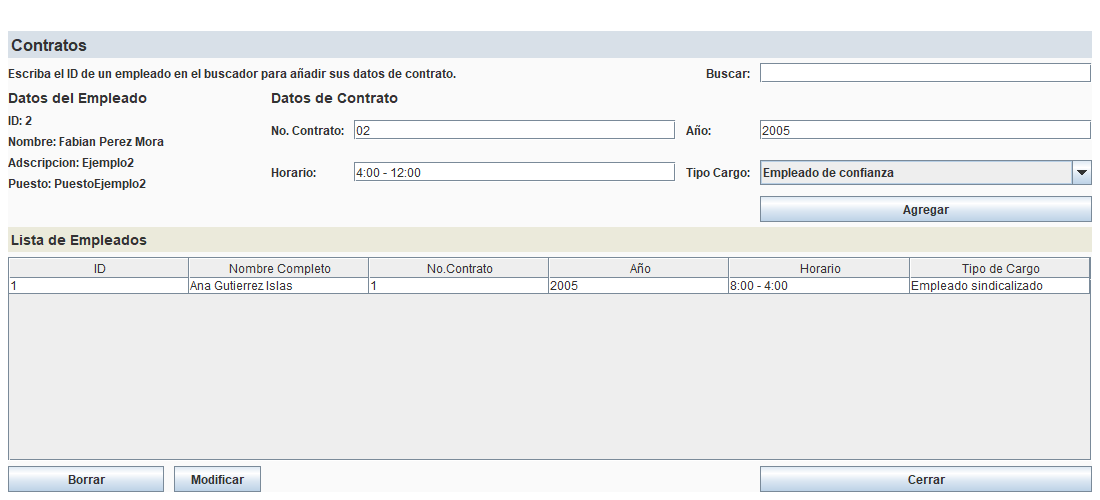 Contratos
Escriba el ID de un empleado en el buscador para añadir sus datos de contrato. Buscar:
Datos del Empleado Datos de Contrato
ID: 2
No. Contrato: 02 Año: 2005
Nombre: Fabian Perez Mora
Adscripcion: Ejemplo2
Horario: 4:00 - 12:00 Tipo Cargo: Empleado de confianza
Puesto: PuestoEjemplo2
Agregar
Lista de Empleados
ID Nombre Completo No.Contrato Año Horario Tipo de Cargo
1 Ana Gutierrez Islas 1 2005 8:00 - 4:00 Empleado sindicalizado
Borrar Modificar Cerrar